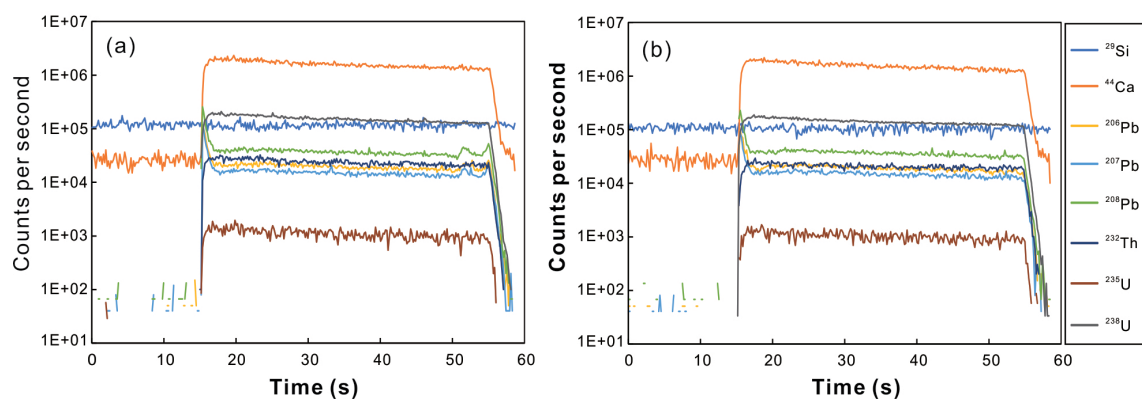 (a)
Counts per second
1E+07
1E+06
1E+05
1E+04
1E+03
1E+02
1E+01
0 10 20 30 40 50 60
Time (s)
(b)
Counts per second
1E+07
1E+06
1E+05
1E+04
1E+03
1E+02
1E+01
0 10 20 30 40 50 60
Time (s)
²⁹Si
⁴⁴Ca
²⁰⁶Pb
²⁰⁷Pb
²⁰⁸Pb
²³²Th
²³⁵U
²³⁸U